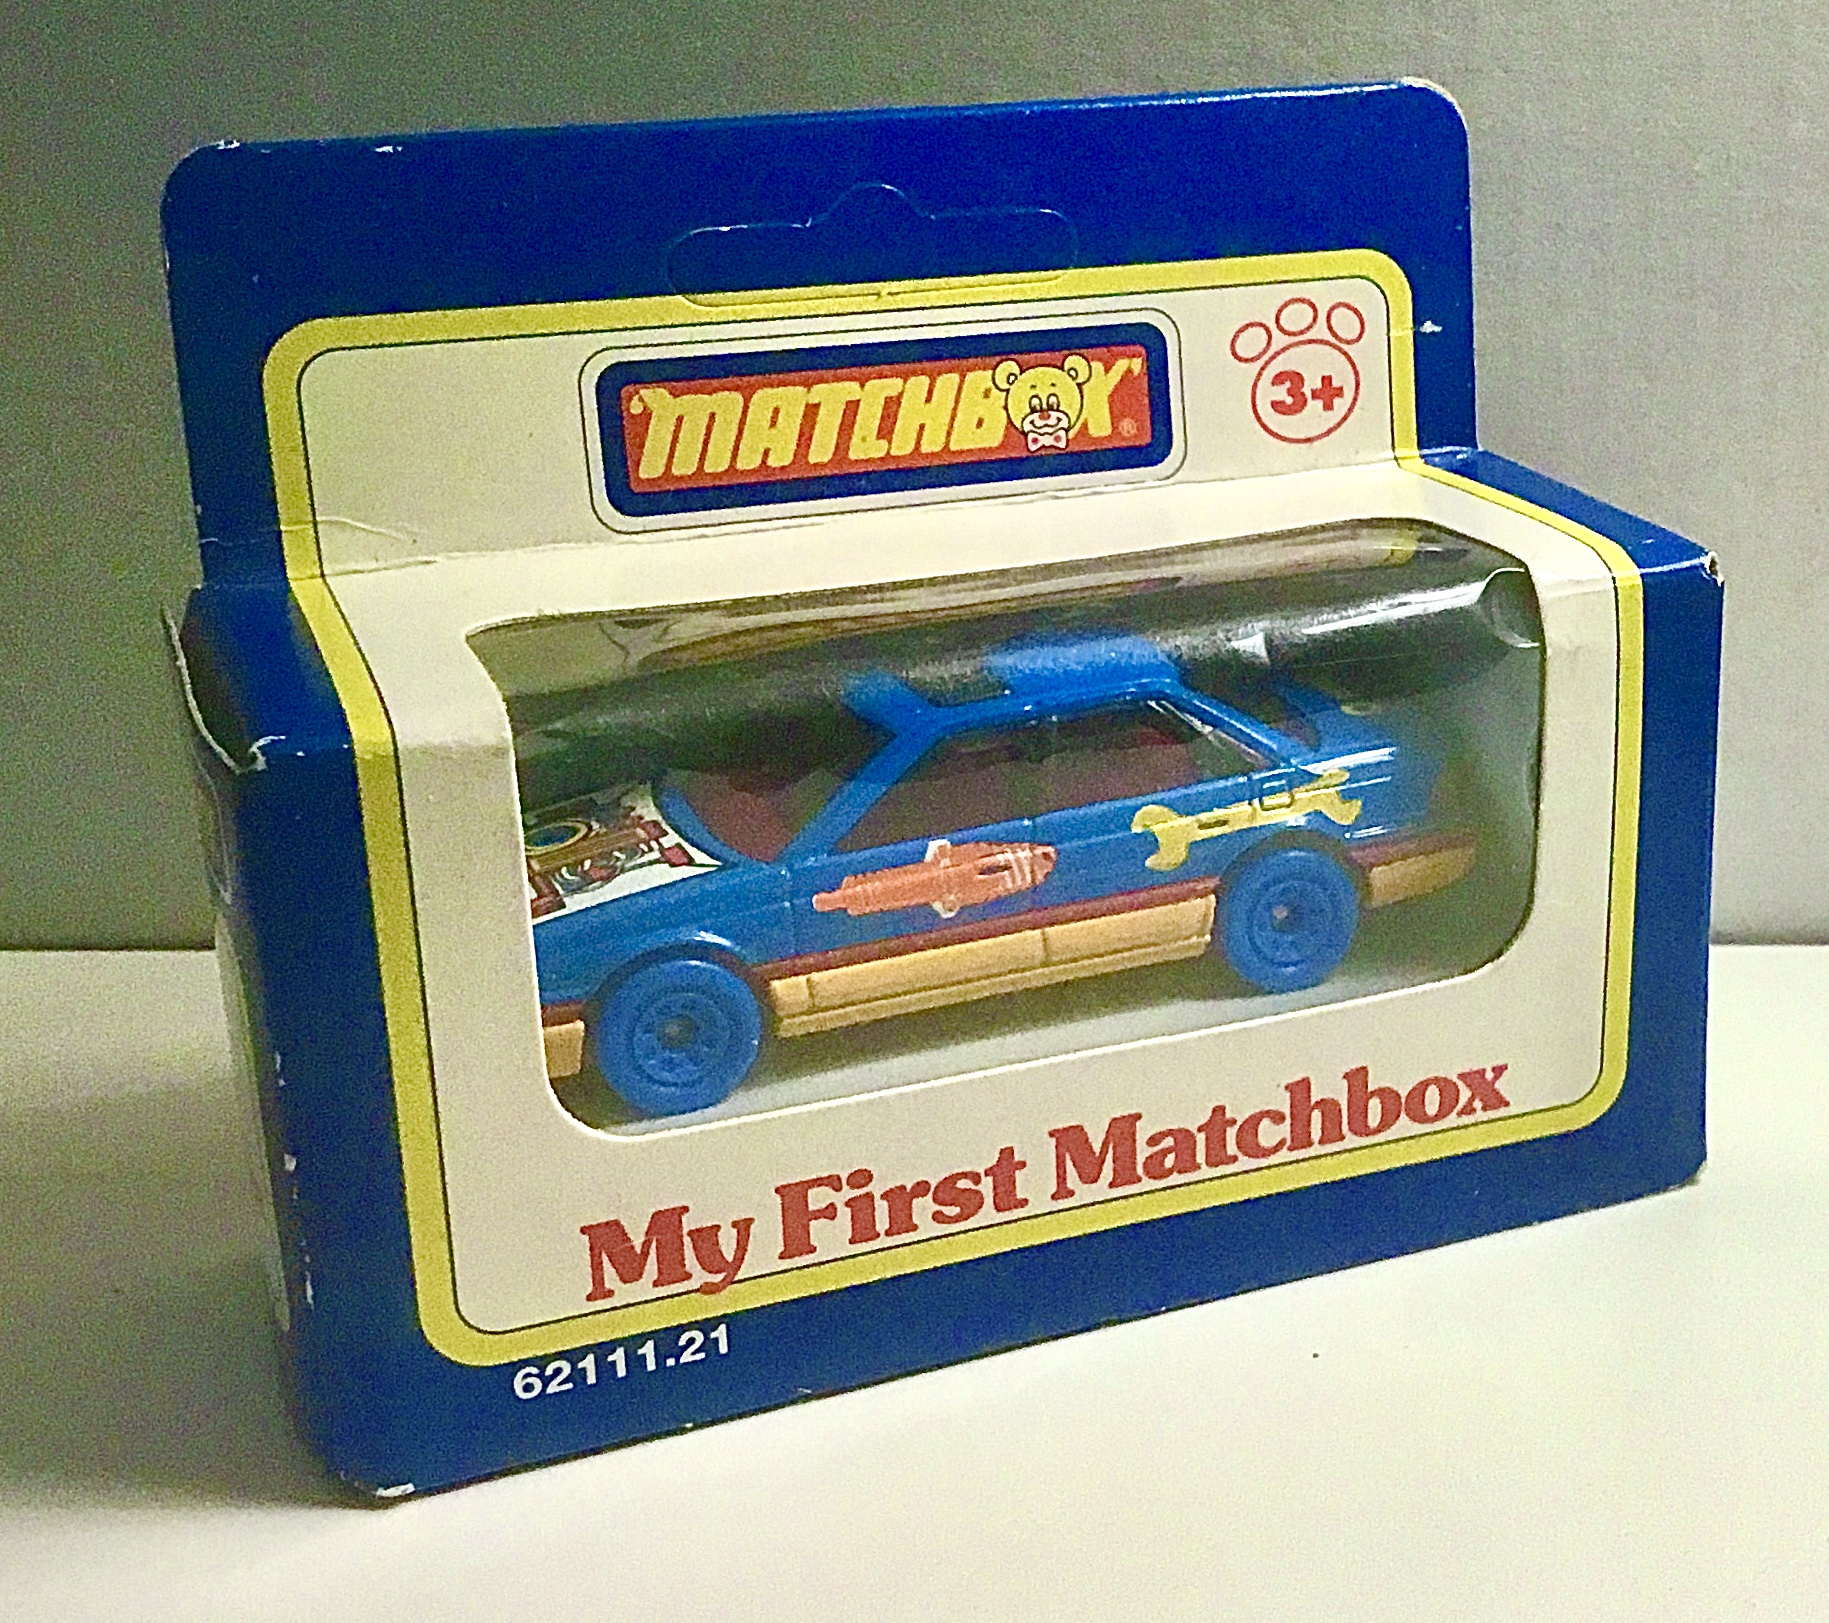 'MATCHBOX'®
3+
My First Matchbox
62111.21